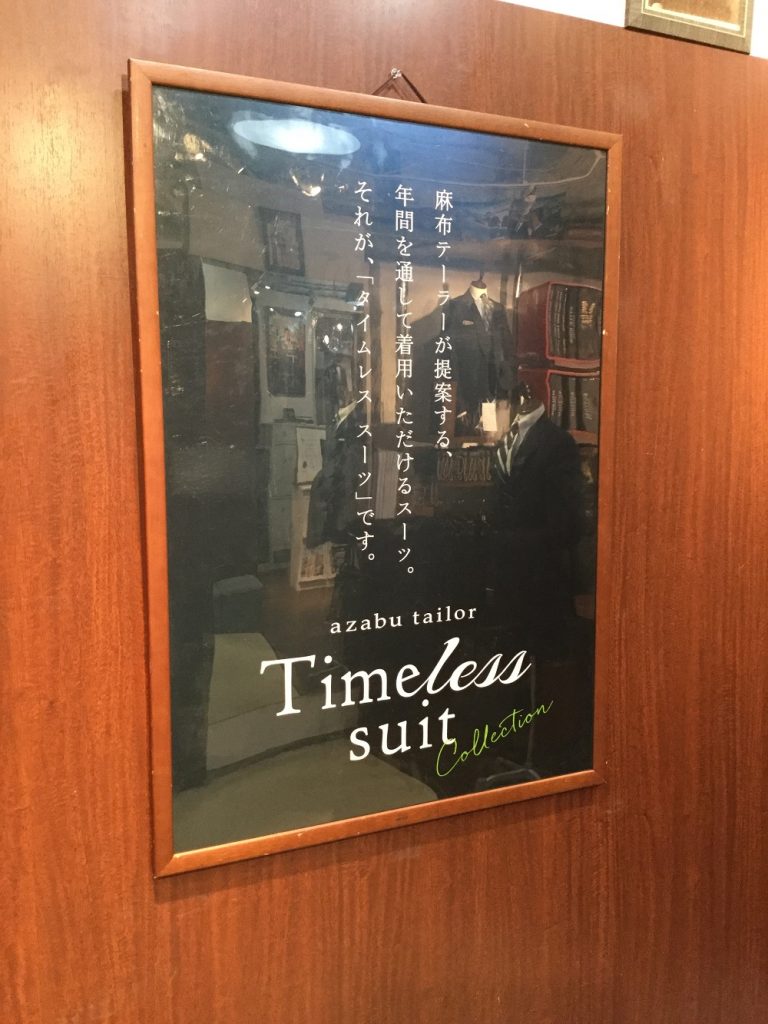 麻布テーラーが提案する、
年間を通して着用いただけるスーツ。
それが、「タイムレス スーツ」です。
azabu tailor
Timeless
suit
Collection